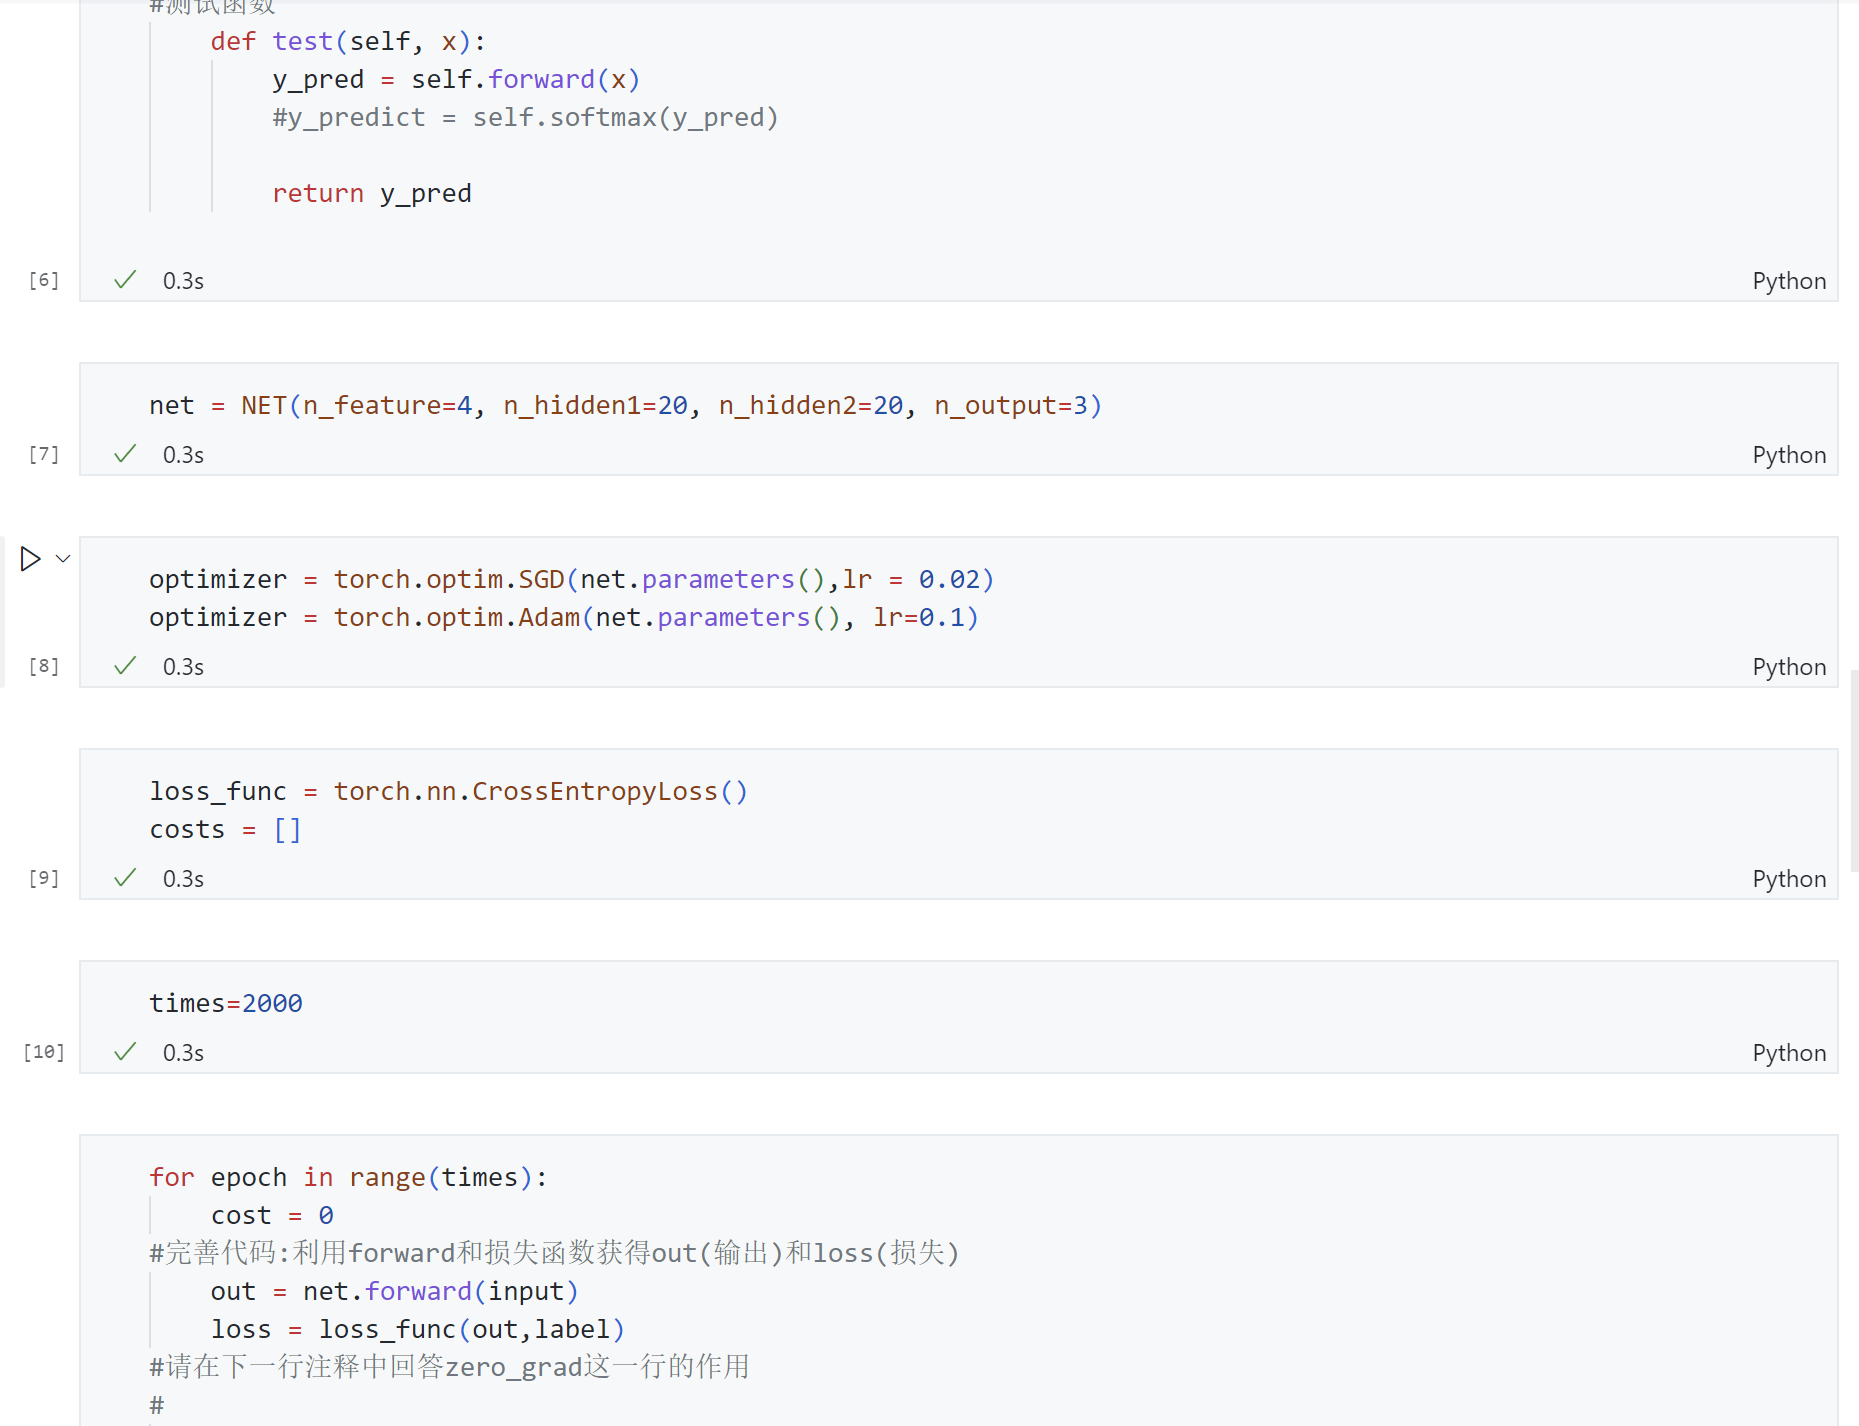 #测试函数
def test(self, x):
y_pred = self.forward(x)
#y_predict = self.softmax(y_pred)
return y_pred
[6]
0.3s
Python
net = NET(n_feature=4, n_hidden1=20, n_hidden2=20, n_output=3)
[7]
0.3s
Python
optimizer = torch.optim.SGD(net.parameters(),lr = 0.02)
optimizer = torch.optim.Adam(net.parameters(), lr=0.1)
[8]
0.3s
Python
loss_func = torch.nn.CrossEntropyLoss()
costs = []
[9]
0.3s
Python
times=2000
[10]
0.3s
Python
for epoch in range(times):
cost = 0
#完善代码:利用forward和损失函数获得out(输出)和loss(损失)
out = net.forward(input)
loss = loss_func(out,label)
#请在下一行注释中回答zero_grad这一行的作用
#